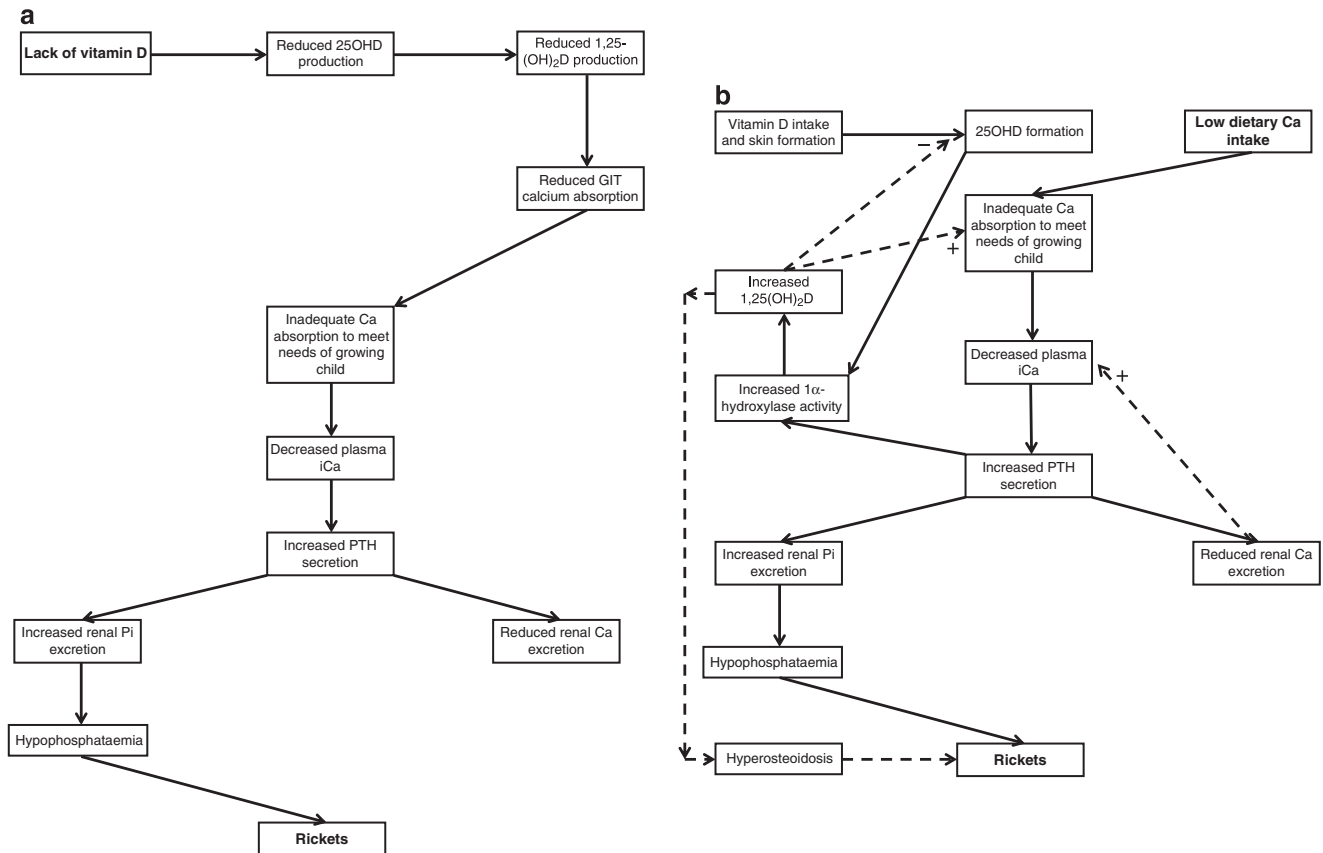 a
Lack of vitamin D
Reduced 25OHD
production
Reduced 1,25-
(OH)₂D production
Reduced GIT
calcium absorption
Inadequate Ca
absorption to meet
needs of growing
child
Decreased plasma
iCa
Increased PTH
secretion
Increased renal Pi
excretion
Reduced renal Ca
excretion
Hypophosphataemia
Rickets
b
Vitamin D intake
and skin formation
25OHD formation
Low dietary Ca
intake
–
Inadequate Ca
absorption to meet
needs of growing
child
+
Increased
1,25(OH)₂D
Decreased plasma
iCa
+
Increased 1α-
hydroxylase activity
Increased PTH
secretion
Increased renal Pi
excretion
Reduced renal Ca
excretion
Hypophosphataemia
Hyperosteoidosis
Rickets